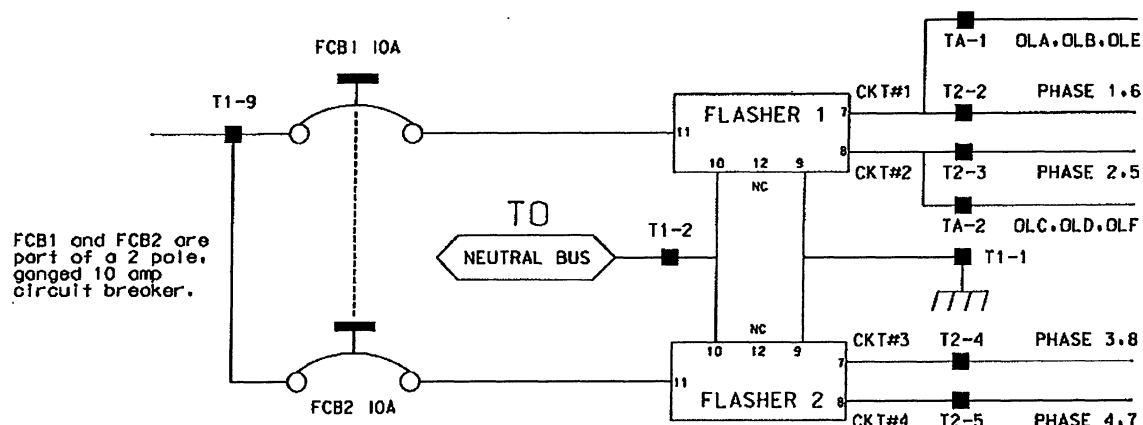 FCB1 10A
TA-1 OLA.OLB.OLE
T1-9
CKT#1 T2-2 PHASE 1.6
FLASHER 1
11
7
8
10 12 9
NC
CKT#2 T2-3 PHASE 2.5
TA-2 OLC.OLD.OLF
TO
NEUTRAL BUS
T1-2
T1-1
FCB1 and FCB2 are
part of a 2 pole,
ganged 10 amp
circuit breaker.
NC
10 12 9
CKT#3 T2-4 PHASE 3.8
11
7
8
FLASHER 2
FCB2 10A
CKT#4 T2-5 PHASE 4.7